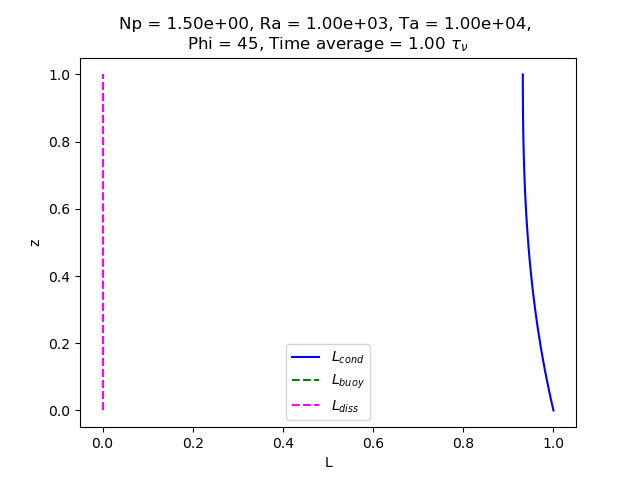 Np = 1.50e+00, Ra = 1.00e+03, Ta = 1.00e+04,
Phi = 45, Time average = 1.00 τ_ν
1.0
0.8
0.6
0.4
0.2
0.0
z
L_cond
L_buoy
L_diss
0.0 0.2 0.4 0.6 0.8 1.0
L